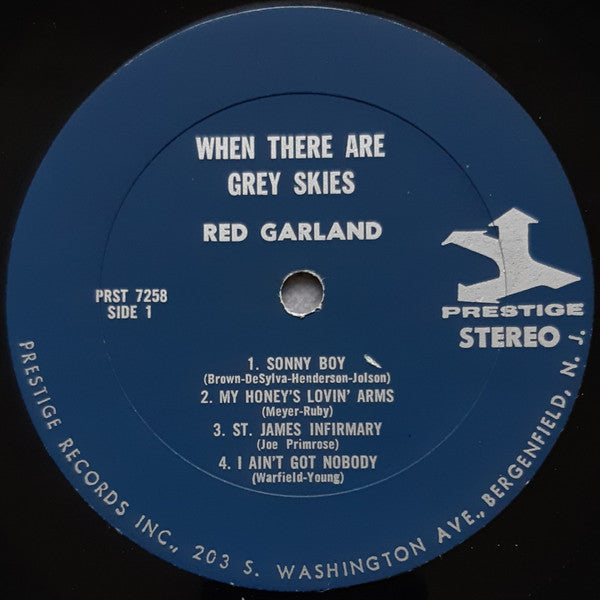 WHEN THERE ARE
GREY SKIES
RED GARLAND
PRST 7258
SIDE 1
PRESTIGE
STEREO
1. SONNY BOY
(Brown-DeSylva-Henderson-Jolson)
2. MY HONEY'S LOVIN' ARMS
(Meyer-Ruby)
3. ST. JAMES INFIRMARY
(Joe Primrose)
4. I AIN'T GOT NOBODY
(Warfield-Young)
PRESTIGE RECORDS INC., 203 S. WASHINGTON AVE., BERGENFIELD, N. J.